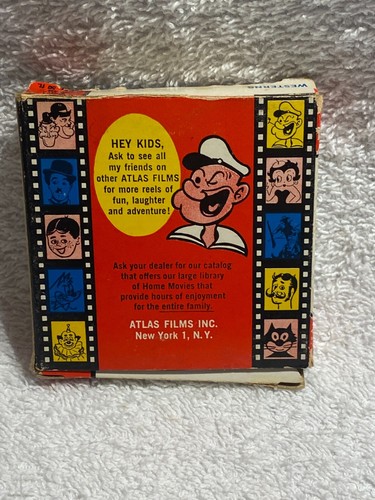 WESTERNS
HEY KIDS,
Ask to see all
my friends on
other ATLAS FILMS
for more reels of
fun, laughter
and adventure!
Ask your dealer for our catalog
that offers our large library
of Home Movies that
provide hours of enjoyment
for the entire family.
ATLAS FILMS INC.
New York 1, N.Y.